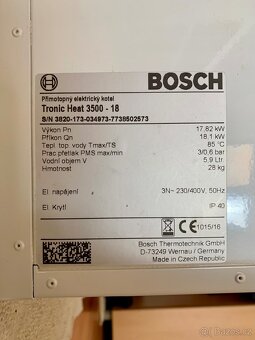 BOSCH
Přímotopný elektrický kotel
Tronic Heat 3500 - 18
S/N 3820-173-034973-7738502573
Výkon Pn 17,82 kW
Příkon Qn 18,1 kW
Tepl. top. vody Tmax/TS 85 °C
Prac přetlak PMS max/min 3/0,6 bar
Vodní objem V 5,9 Ltr
Hmotnost 28 kg
El. napájení 3N~ 230/400V, 50Hz
El. Krytí IP 40
CE 1015/16
Bosch Thermotechnik GmbH
D-73249 Wernau / Germany
Made in Czech Republic